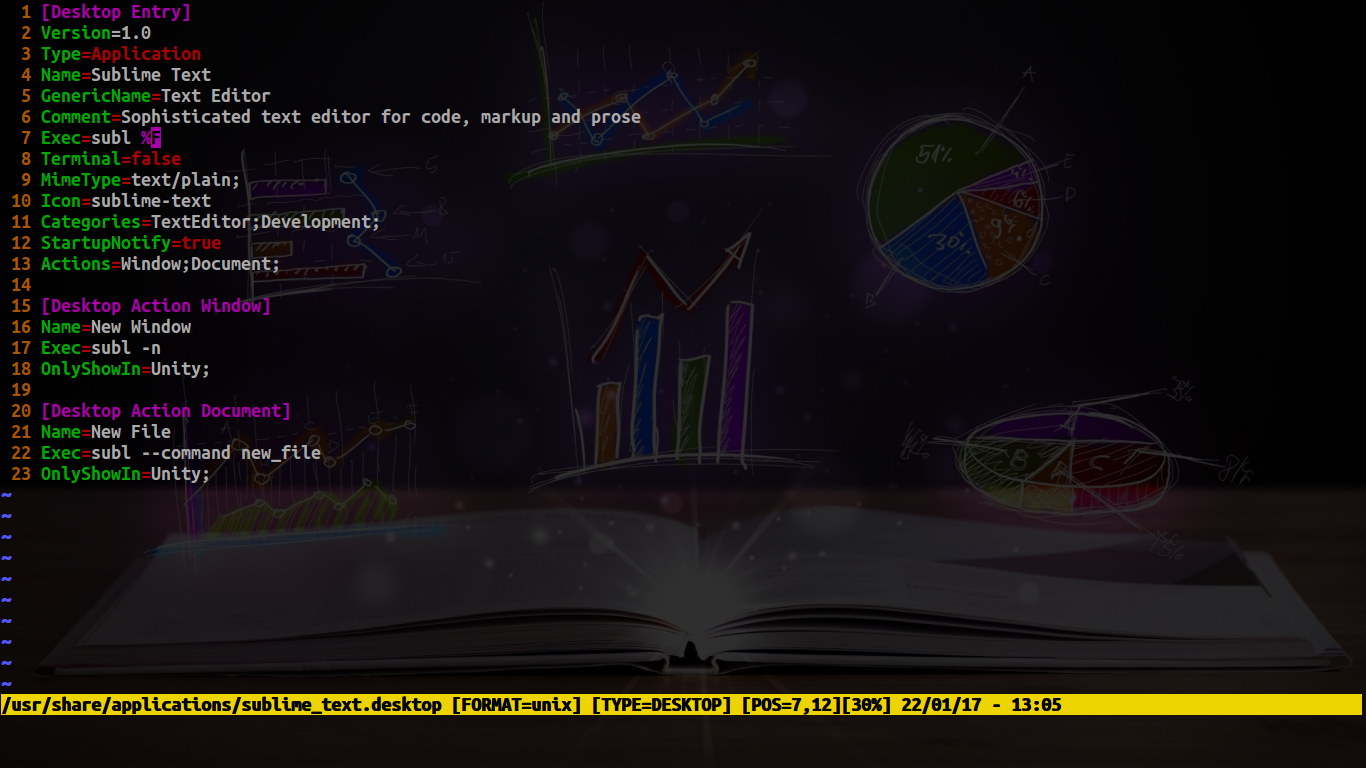 1 [Desktop Entry]
2 Version=1.0
3 Type=Application
4 Name=Sublime Text
5 GenericName=Text Editor
6 Comment=Sophisticated text editor for code, markup and prose
7 Exec=subl %F
8 Terminal=false
9 MimeType=text/plain;
10 Icon=sublime-text
11 Categories=TextEditor;Development;
12 StartupNotify=true
13 Actions=Window;Document;
14
15 [Desktop Action Window]
16 Name=New Window
17 Exec=subl -n
18 OnlyShowIn=Unity;
19
20 [Desktop Action Document]
21 Name=New File
22 Exec=subl --command new_file
23 OnlyShowIn=Unity;
~
~
~
~
~
~
~
~
~
~
/usr/share/applications/sublime_text.desktop [FORMAT=unix] [TYPE=DESKTOP] [POS=7,12][30%] 22/01/17 - 13:05
A
51%
E
D
6%
9%
30%
C
B
B
C